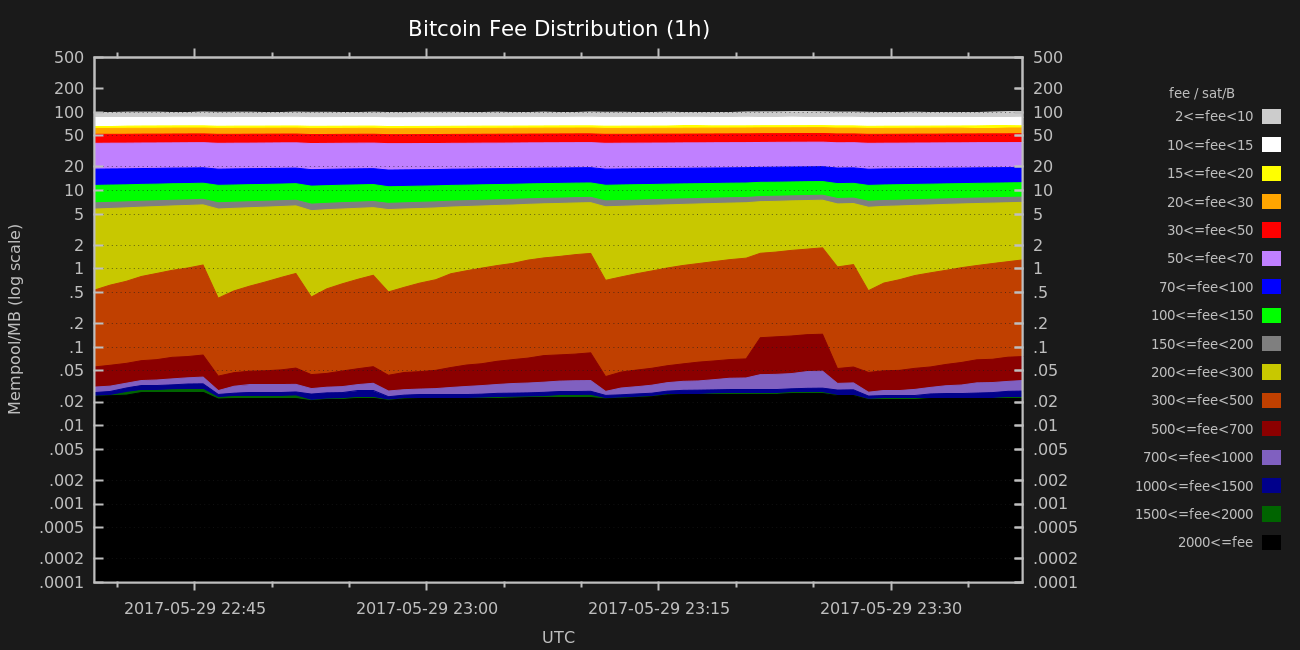 Bitcoin Fee Distribution (1h)
500 500
200 200
100 100
50 50
20 20
10 10
5 5
2 2
1 1
.5 .5
.2 .2
.1 .1
.05 .05
.02 .02
.01 .01
.005 .005
.002 .002
.001 .001
.0005 .0005
.0002 .0002
.0001 .0001
Mempool/MB (log scale)
2017-05-29 22:45 2017-05-29 23:00 2017-05-29 23:15 2017-05-29 23:30
UTC
fee / sat/B
2<=fee<10
10<=fee<15
15<=fee<20
20<=fee<30
30<=fee<50
50<=fee<70
70<=fee<100
100<=fee<150
150<=fee<200
200<=fee<300
300<=fee<500
500<=fee<700
700<=fee<1000
1000<=fee<1500
1500<=fee<2000
2000<=fee